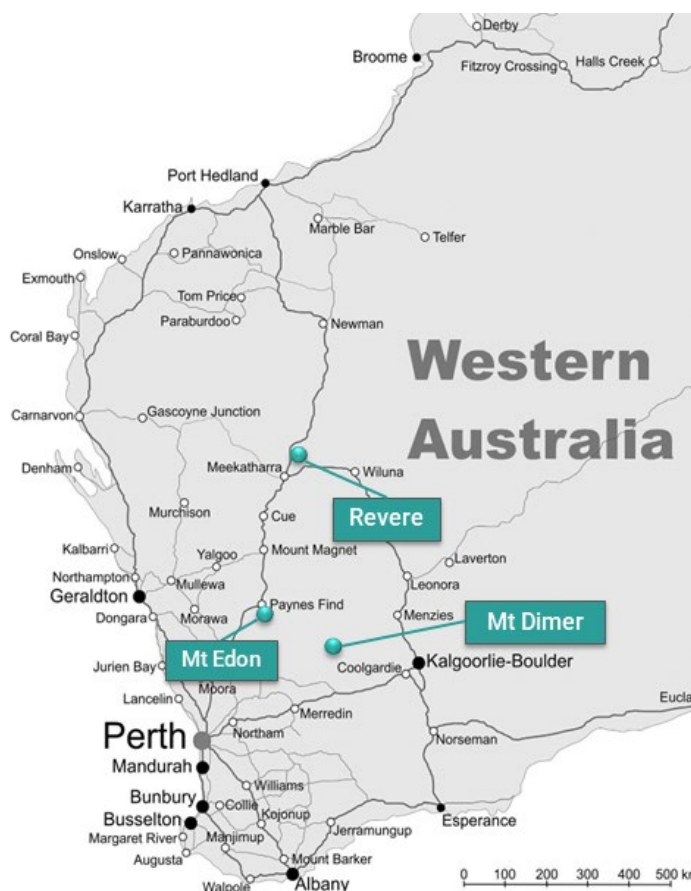 Derby
Broome
Fitzroy Crossing
Halls Creek
Port Hedland
Karratha
Marble Bar
Telfer
Onslow
Pannawonica
Exmouth
Tom Price
Paraburdoo
Newman
Coral Bay
Western
Australia
Carnarvon
Gascoyne Junction
Denham
Meekatharra
Wiluna
Murchison
Revere
Cue
Kalbarri
Yalgoo
Mount Magnet
Laverton
Northampton
Mullewa
Leonora
Geraldton
Morawa
Paynes Find
Menzies
Dongara
Mt Dimer
Mt Edon
Jurien Bay
Coolgardie
Kalgoorlie-Boulder
Moora
Lancelin
Merredin
Eucla
Perth
Northam
Norseman
Mandurah
Williams
Bunbury
Collie
Busselton
Kojonup
Esperance
Margaret River
Manjimup
Jerramungup
Augusta
Mount Barker
Walpole
Albany
0 100 200 300 400 500 km